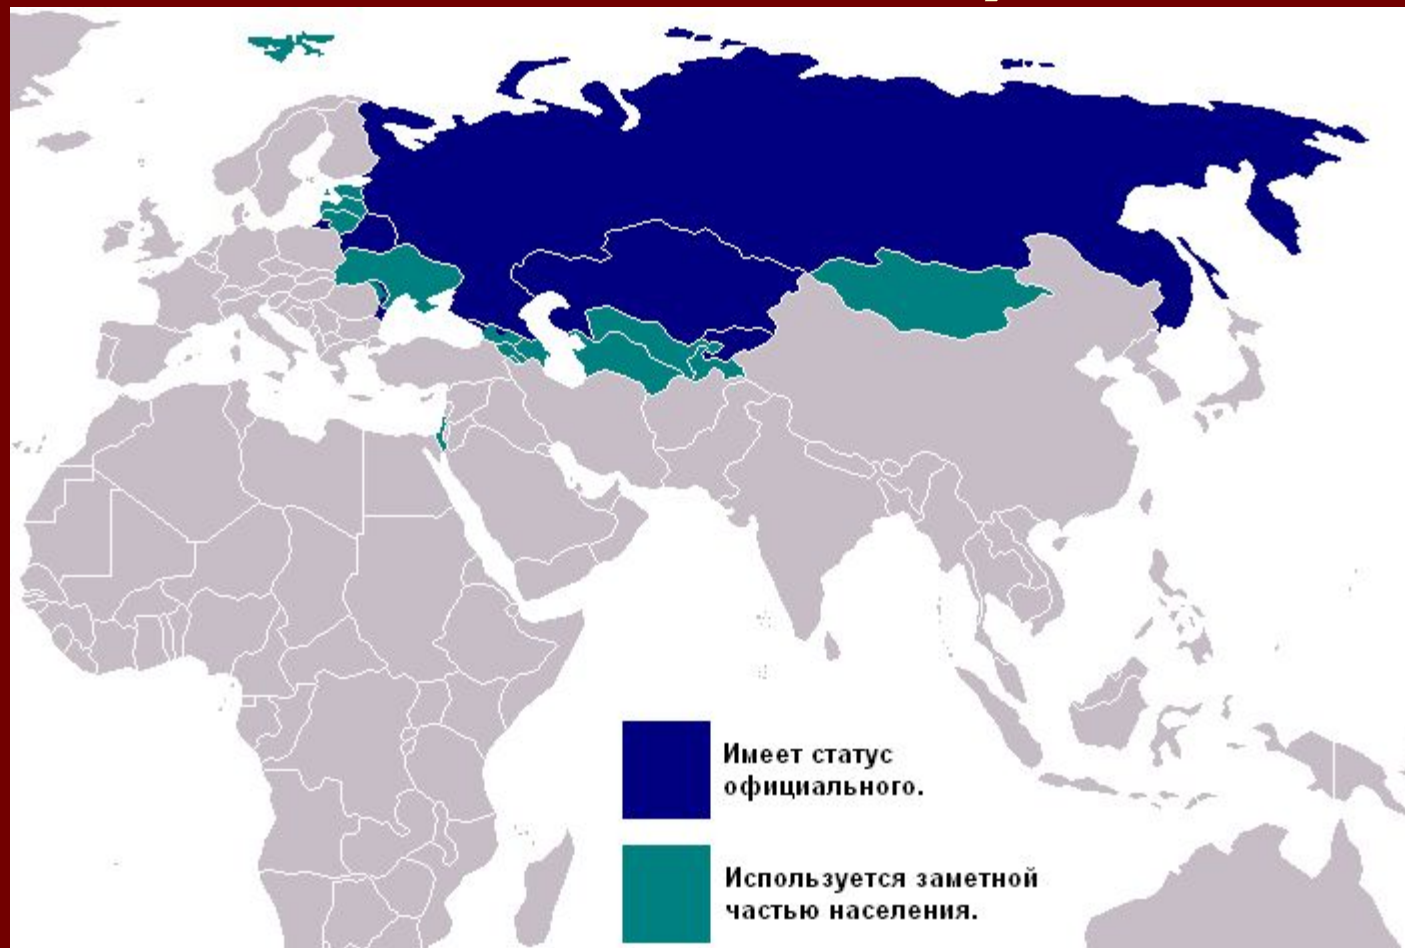 Имеет статус
официального.
Используется заметной
частью населения.